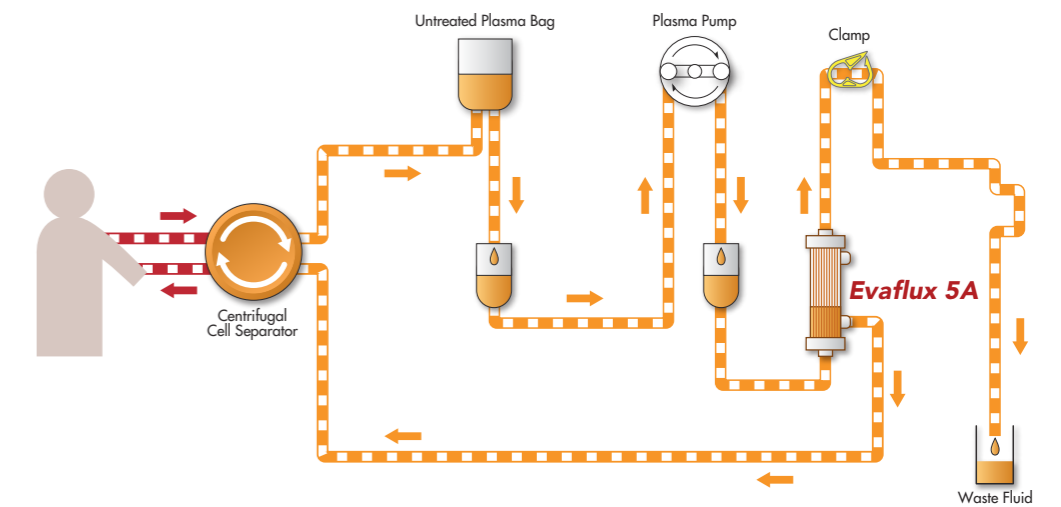 Untreated Plasma Bag
Plasma Pump
Clamp
Evaflux 5A
Centrifugal
Cell Separator
Waste Fluid